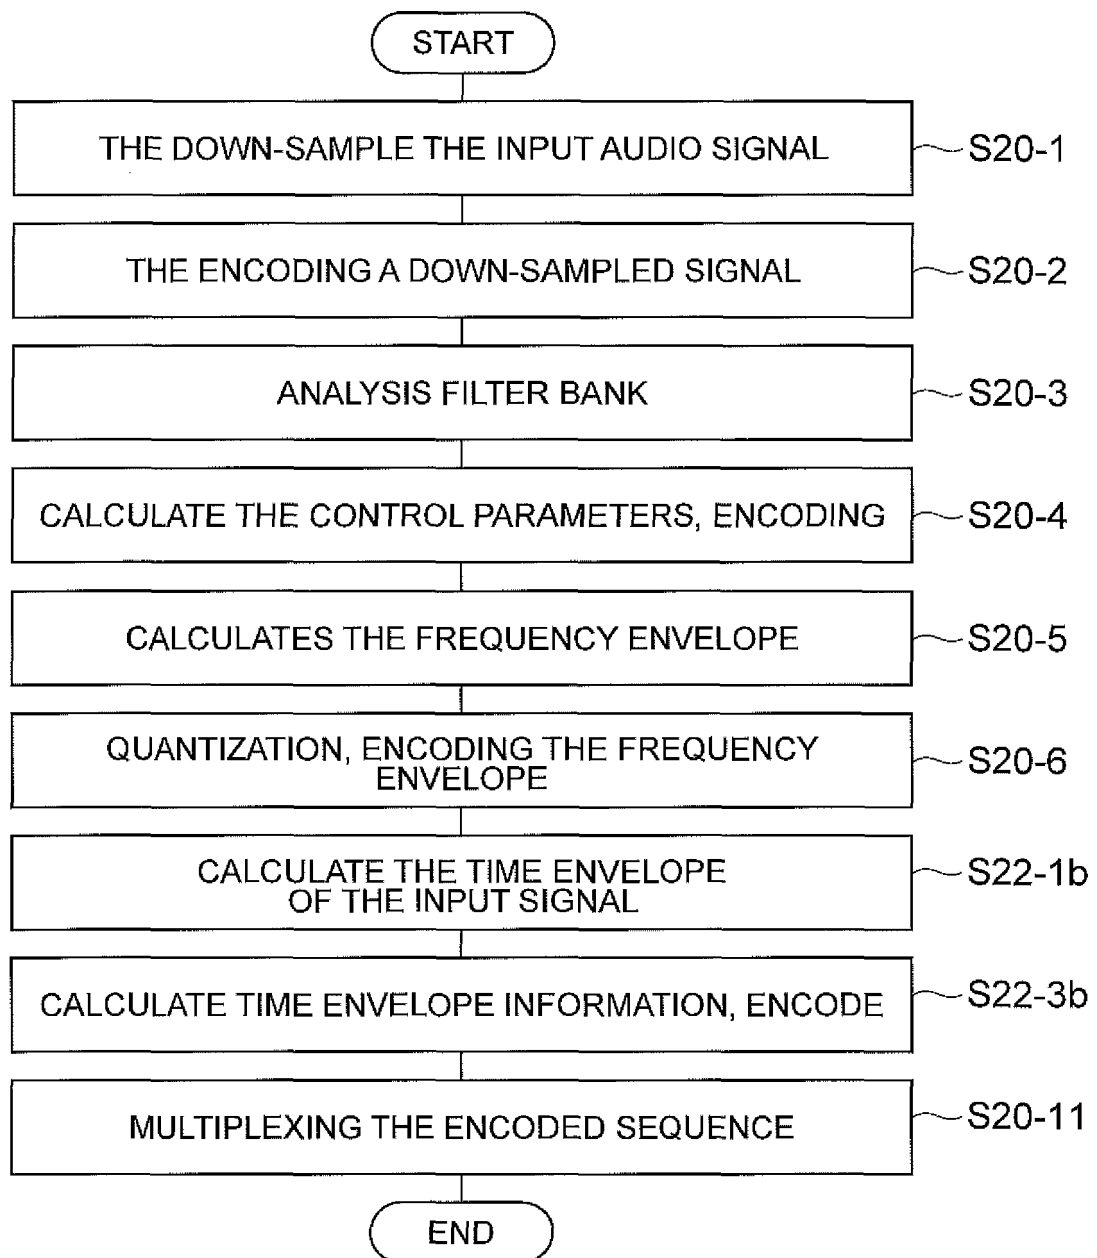 START
THE DOWN-SAMPLE THE INPUT AUDIO SIGNAL
S20-1
THE ENCODING A DOWN-SAMPLED SIGNAL
S20-2
ANALYSIS FILTER BANK
S20-3
CALCULATE THE CONTROL PARAMETERS, ENCODING
S20-4
CALCULATES THE FREQUENCY ENVELOPE
S20-5
QUANTIZATION, ENCODING THE FREQUENCY
ENVELOPE
S20-6
CALCULATE THE TIME ENVELOPE
OF THE INPUT SIGNAL
S22-1b
CALCULATE TIME ENVELOPE INFORMATION, ENCODE
S22-3b
MULTIPLEXING THE ENCODED SEQUENCE
S20-11
END